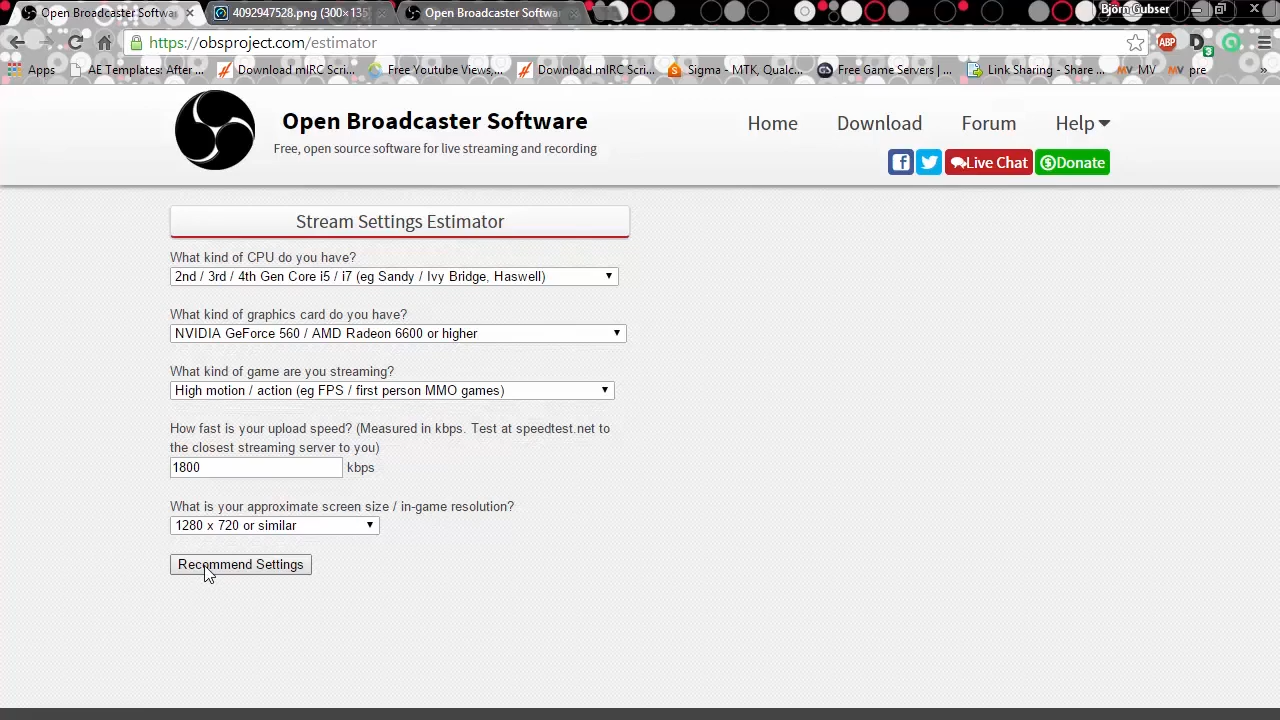 Open Broadcaster Softwar
4092947528.png (300×135
Open Broadcaster Softwar
Björn Gubser
https://obsproject.com/estimator
ABP
D
3
Apps
AE Templates: After ...
Download mIRC Scri...
Free Youtube Views,...
Download mIRC Scri...
Sigma - MTK, Qualc...
Free Game Servers | ...
Link Sharing - Share ...
MV
pre
»
Open Broadcaster Software
Free, open source software for live streaming and recording
Home
Download
Forum
Help
Live Chat
Donate
Stream Settings Estimator
What kind of CPU do you have?
2nd / 3rd / 4th Gen Core i5 / i7 (eg Sandy / Ivy Bridge, Haswell)
What kind of graphics card do you have?
NVIDIA GeForce 560 / AMD Radeon 6600 or higher
What kind of game are you streaming?
High motion / action (eg FPS / first person MMO games)
How fast is your upload speed? (Measured in kbps. Test at speedtest.net to
the closest streaming server to you)
1800 kbps
What is your approximate screen size / in-game resolution?
1280 x 720 or similar
Recommend Settings